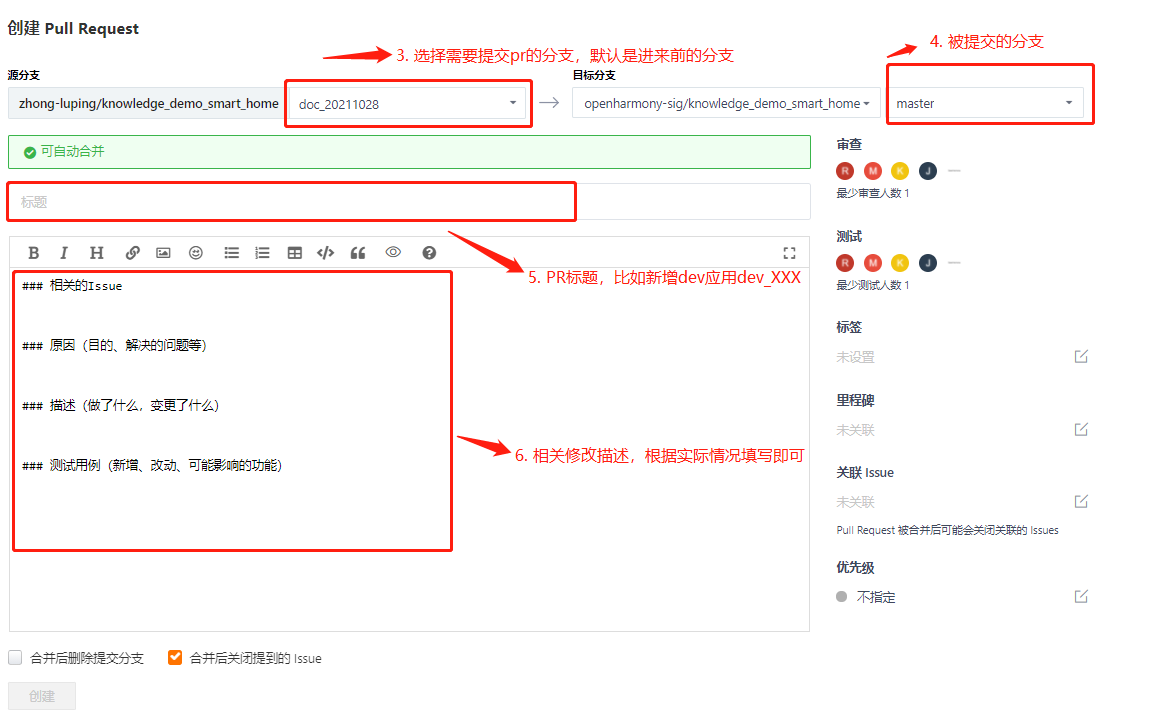 创建 Pull Request
3. 选择需要提交pr的分支，默认是进来前的分支
4. 被提交的分支
源分支
目标分支
zhong-luping/knowledge_demo_smart_home
doc_20211028
openharmony-sig/knowledge_demo_smart_home
master
可自动合并
标题
5. PR标题，比如新增dev应用dev_XXX
### 相关的Issue
### 原因（目的、解决的问题等）
### 描述（做了什么，变更了什么）
### 测试用例（新增、改动、可能影响的功能）
6. 相关修改描述，根据实际情况填写即可
合并后删除提交分支
合并后关闭提到的 Issue
创建
审查
R M K J
最少审查人数 1
测试
R M K J
最少测试人数 1
标签
未设置
里程碑
未关联
关联 Issue
未关联
Pull Request 被合并后可能会关闭关联的 Issues
优先级
不指定